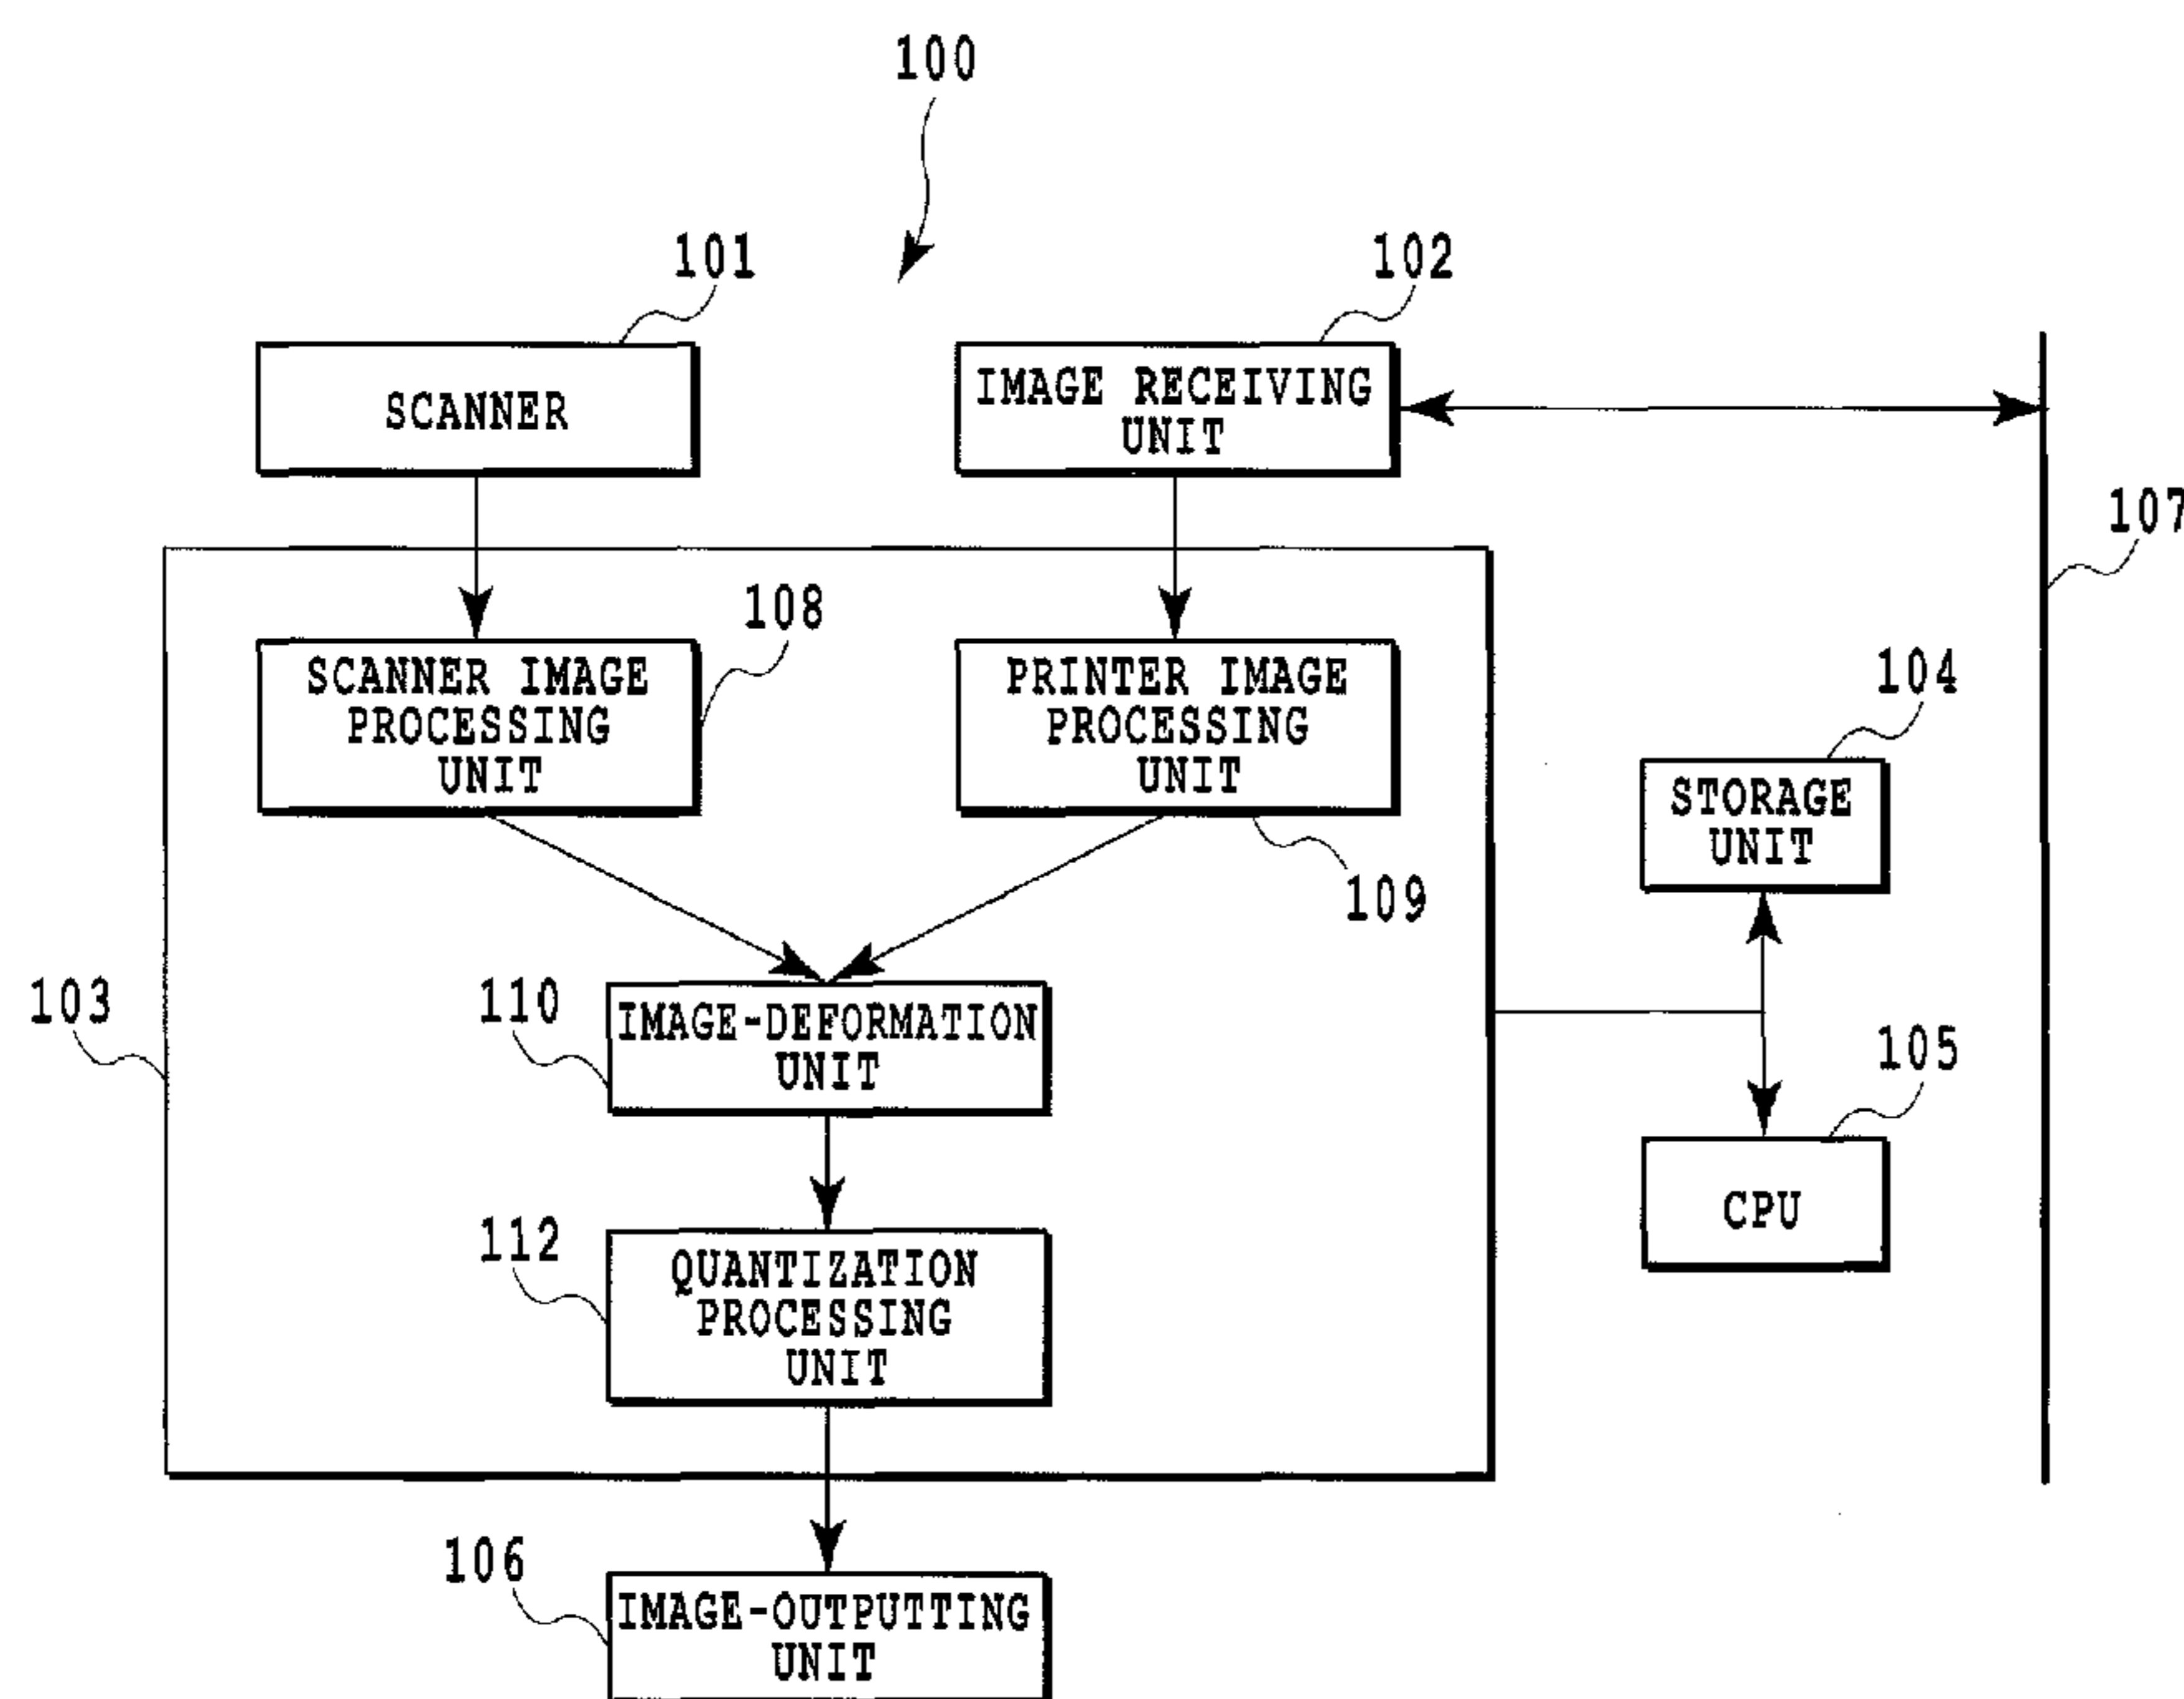 100
101
102
SCANNER
IMAGE RECEIVING
UNIT
107
108
SCANNER IMAGE
PROCESSING
UNIT
PRINTER IMAGE
PROCESSING
UNIT
104
STORAGE
UNIT
109
103
110
IMAGE-DEFORMATION
UNIT
105
CPU
112
QUANTIZATION
PROCESSING
UNIT
106
IMAGE-OUTPUTTING
UNIT